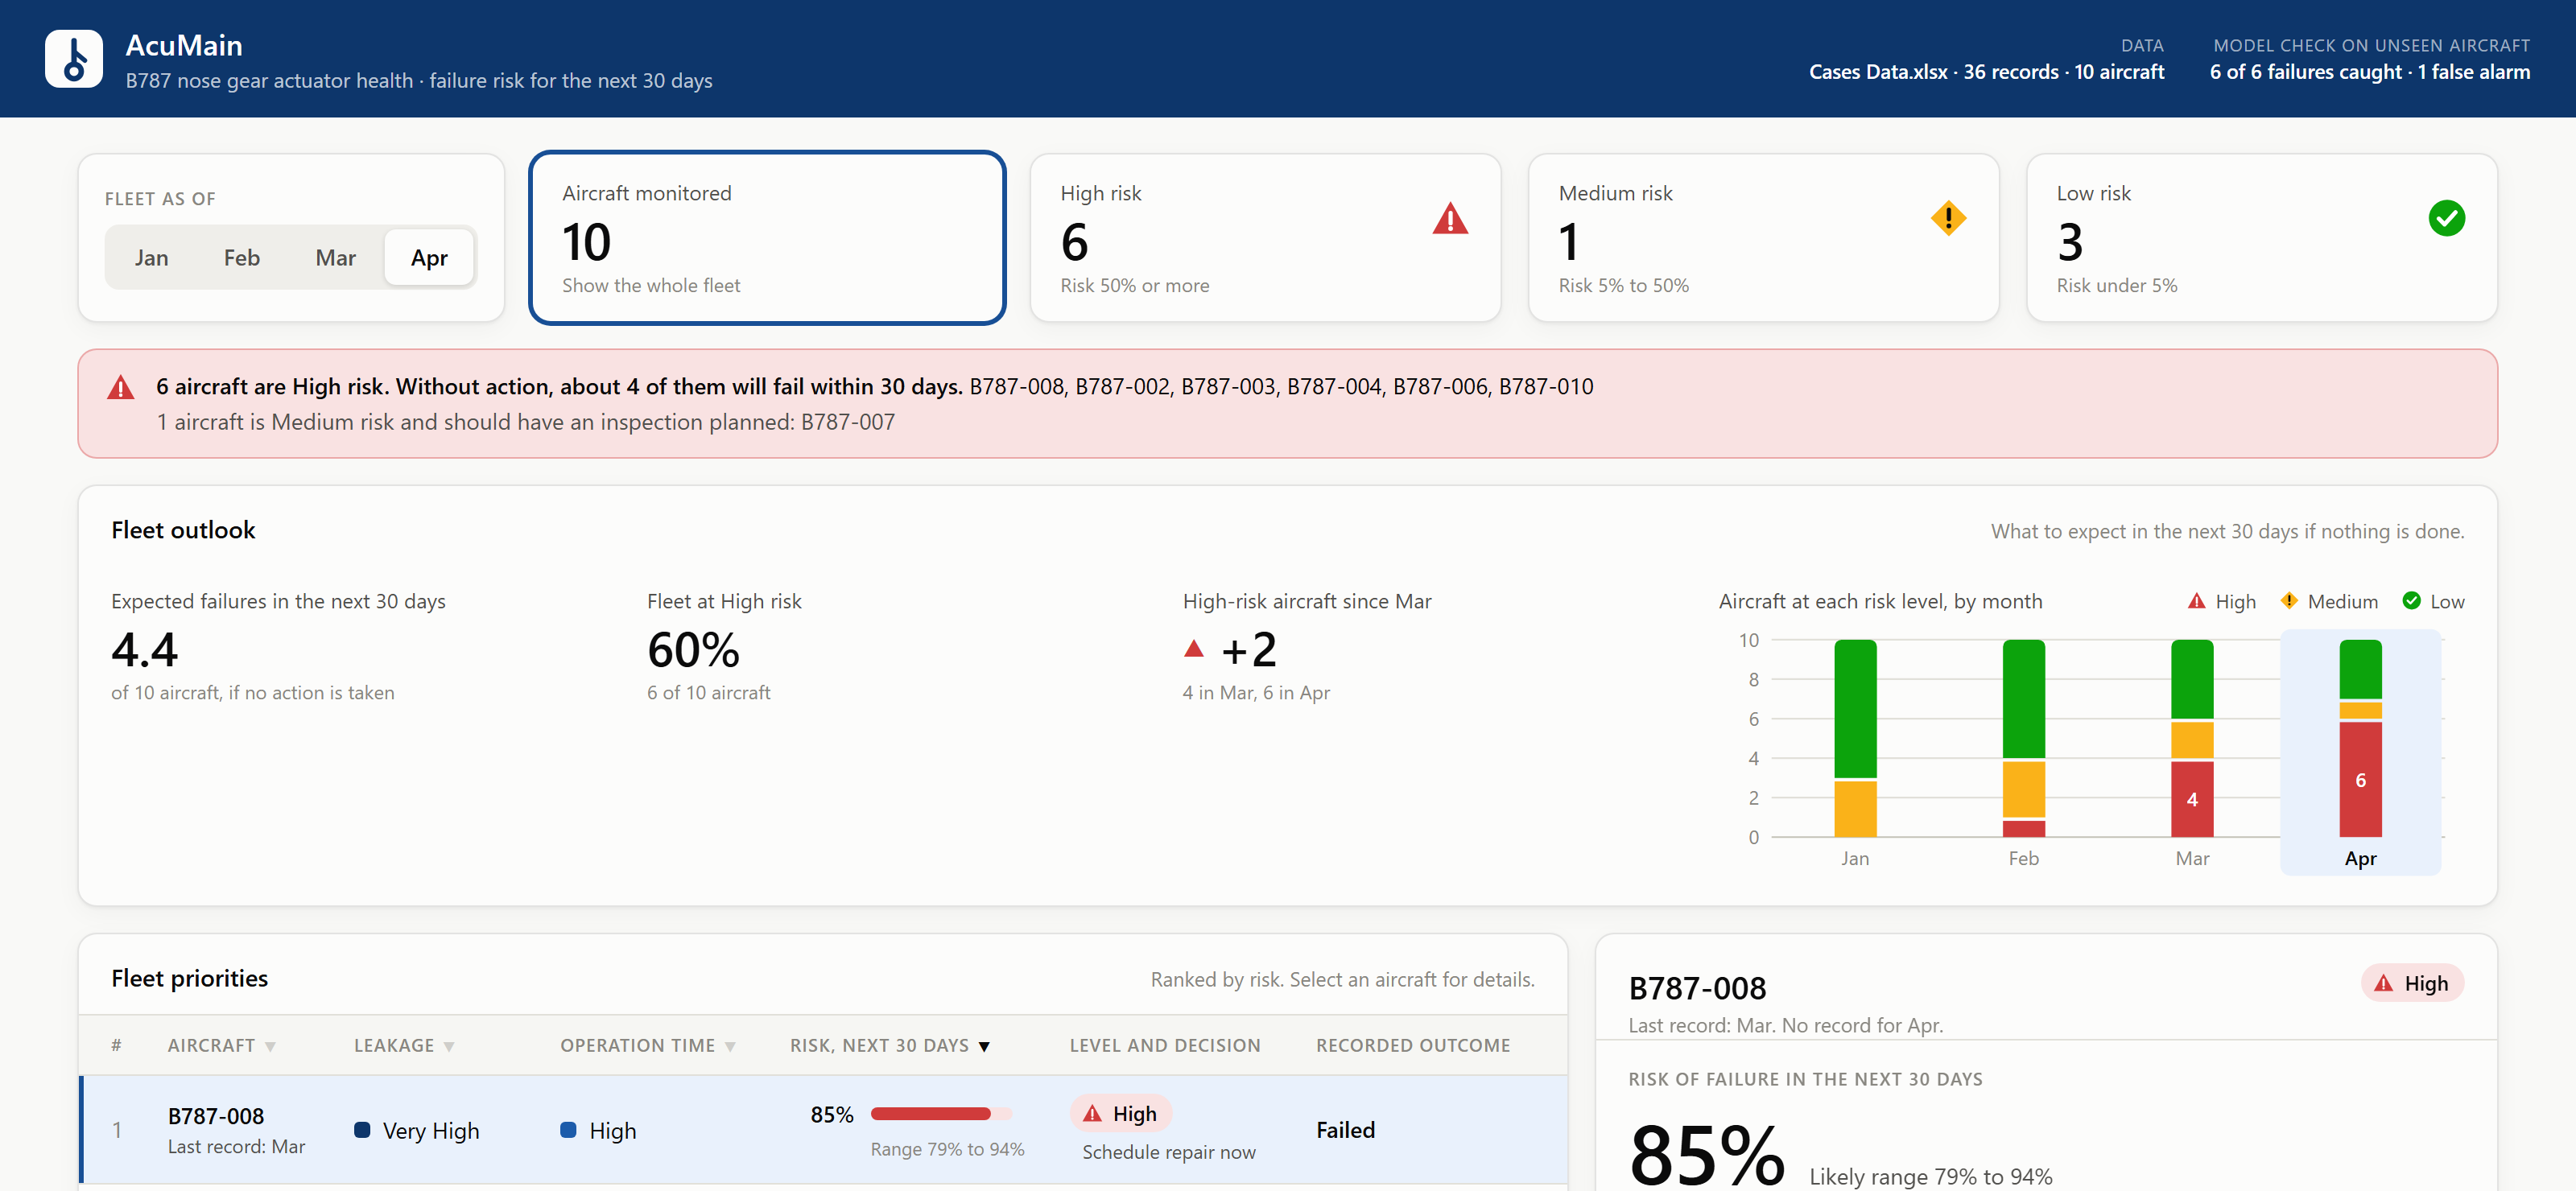 AcuMain
B787 nose gear actuator health · failure risk for the next 30 days
DATA
Cases Data.xlsx · 36 records · 10 aircraft
MODEL CHECK ON UNSEEN AIRCRAFT
6 of 6 failures caught · 1 false alarm
FLEET AS OF
Jan Feb Mar Apr
Aircraft monitored
10
Show the whole fleet
High risk
6
Risk 50% or more
Medium risk
1
Risk 5% to 50%
Low risk
3
Risk under 5%
6 aircraft are High risk. Without action, about 4 of them will fail within 30 days. B787-008, B787-002, B787-003, B787-004, B787-006, B787-010
1 aircraft is Medium risk and should have an inspection planned: B787-007
Fleet outlook
What to expect in the next 30 days if nothing is done.
Expected failures in the next 30 days
4.4
of 10 aircraft, if no action is taken
Fleet at High risk
60%
6 of 10 aircraft
High-risk aircraft since Mar
+2
4 in Mar, 6 in Apr
Aircraft at each risk level, by month
High Medium Low
10
8
6
4
2
0
4
6
Jan Feb Mar Apr
Fleet priorities
Ranked by risk. Select an aircraft for details.
# AIRCRAFT LEAKAGE OPERATION TIME RISK, NEXT 30 DAYS LEVEL AND DECISION RECORDED OUTCOME
1
B787-008
Last record: Mar
Very High
High
85%
Range 79% to 94%
High
Schedule repair now
Failed
B787-008
High
Last record: Mar. No record for Apr.
RISK OF FAILURE IN THE NEXT 30 DAYS
85% Likely range 79% to 94%